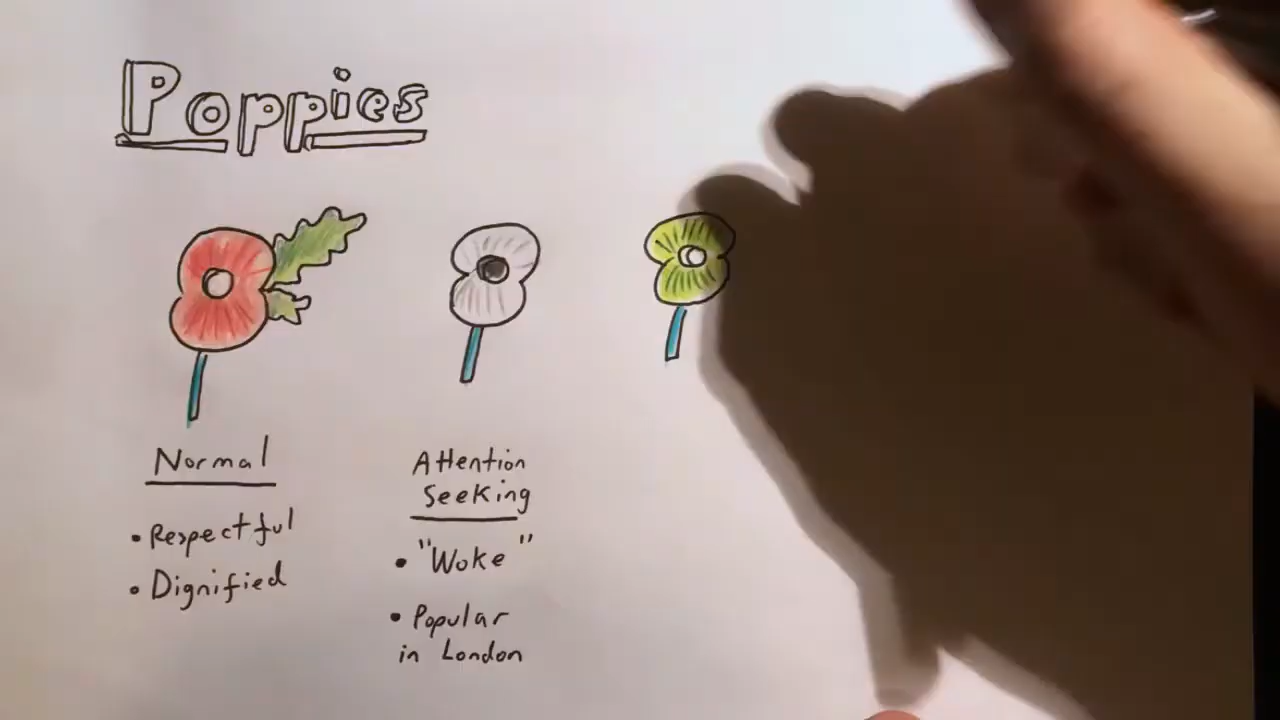 Poppies
Normal
• Respectful
• Dignified
Attention
Seeking
• "Woke"
• Popular
in London